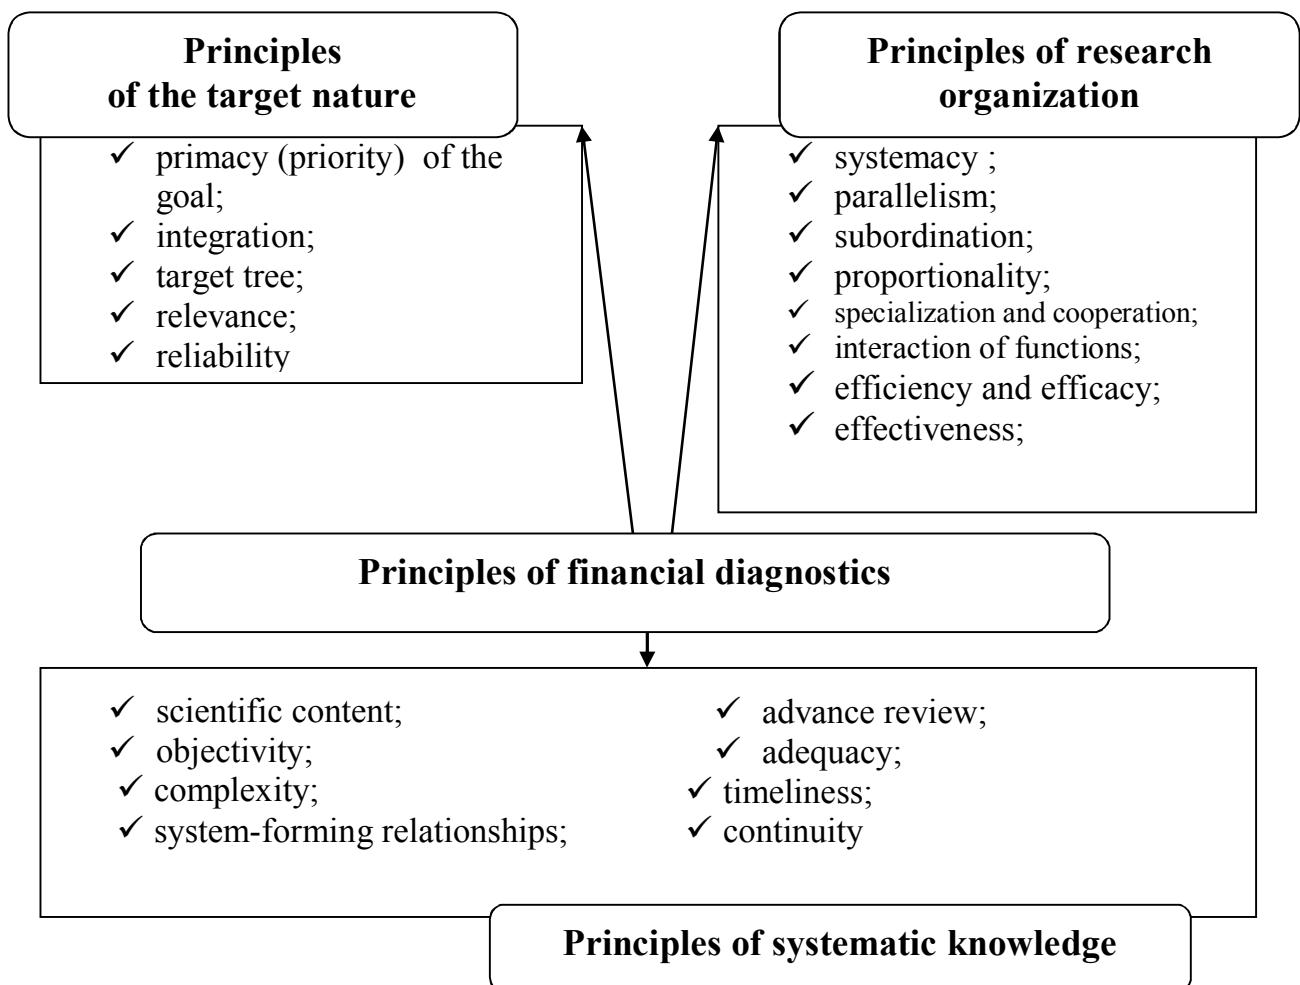 Principles
of the target nature
✓ primacy (priority) of the
goal;
✓ integration;
✓ target tree;
✓ relevance;
✓ reliability
Principles of research
organization
✓ systemacy ;
✓ parallelism;
✓ subordination;
✓ proportionality;
✓ specialization and cooperation;
✓ interaction of functions;
✓ efficiency and efficacy;
✓ effectiveness;
Principles of financial diagnostics
✓ scientific content;
✓ objectivity;
✓ complexity;
✓ system-forming relationships;
✓ advance review;
✓ adequacy;
✓ timeliness;
✓ continuity
Principles of systematic knowledge